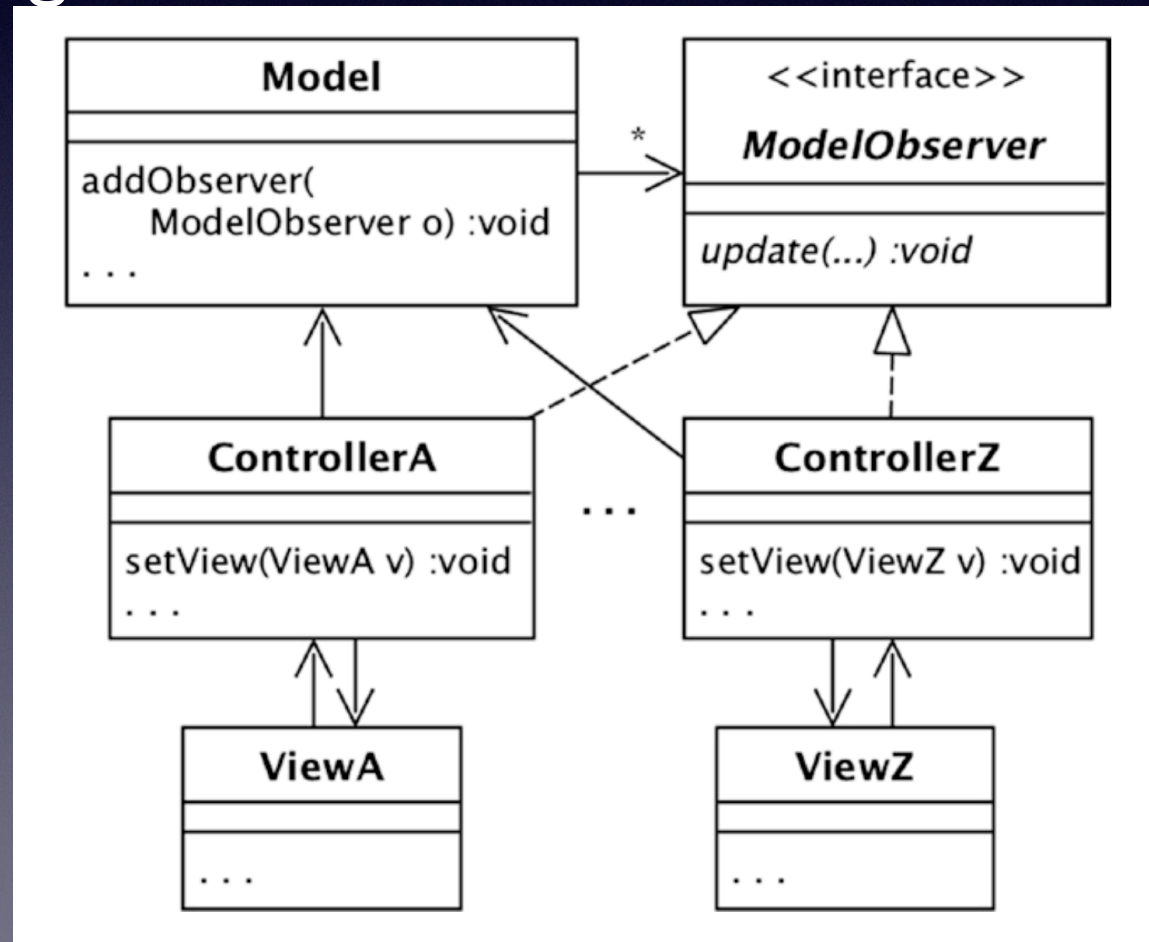 Model
addObserver(
ModelObserver o) :void
. . .
*
<<interface>>
ModelObserver
update(...) :void
ControllerA
setView(ViewA v) :void
. . .
. . .
ControllerZ
setView(ViewZ v) :void
. . .
ViewA
. . .
ViewZ
. . .